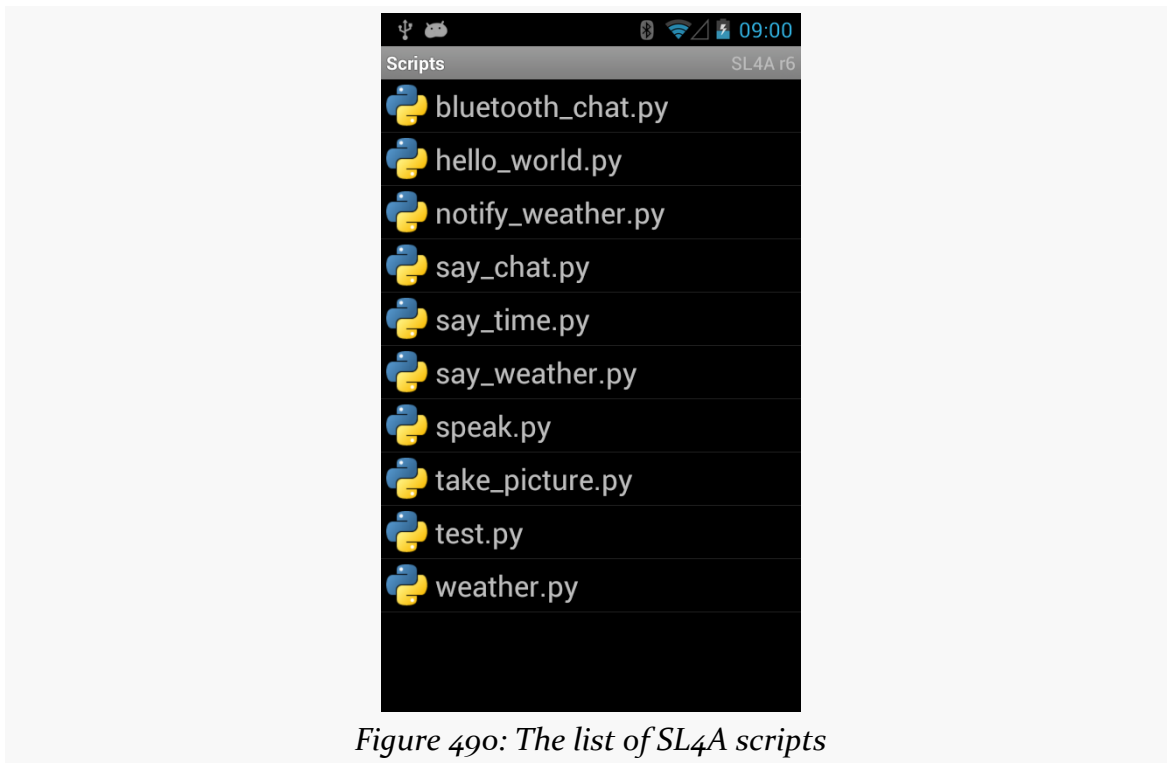 09:00
Scripts SL4A r6
bluetooth_chat.py
hello_world.py
notify_weather.py
say_chat.py
say_time.py
say_weather.py
speak.py
take_picture.py
test.py
weather.py
Figure 490: The list of SL4A scripts